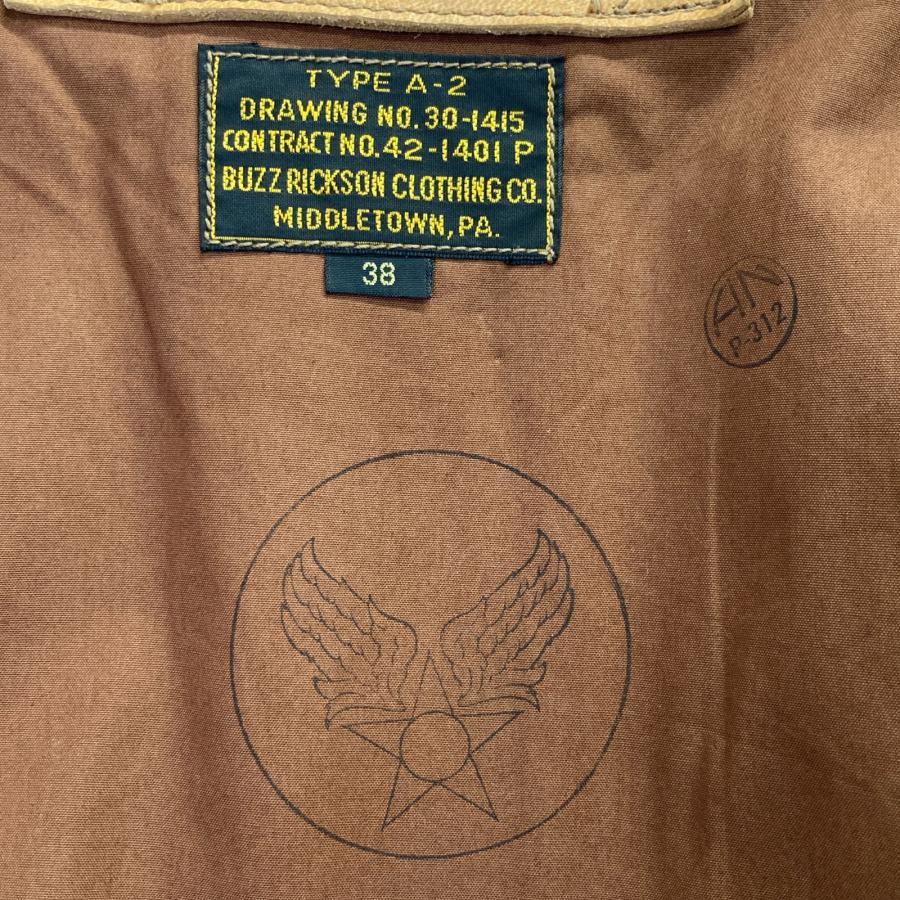 TYPE A-2
DRAWING NO. 30-1415
CONTRACT NO. 42-1401 P
BUZZ RICKSON CLOTHING CO.
MIDDLETOWN, PA.
38
AN
P-312